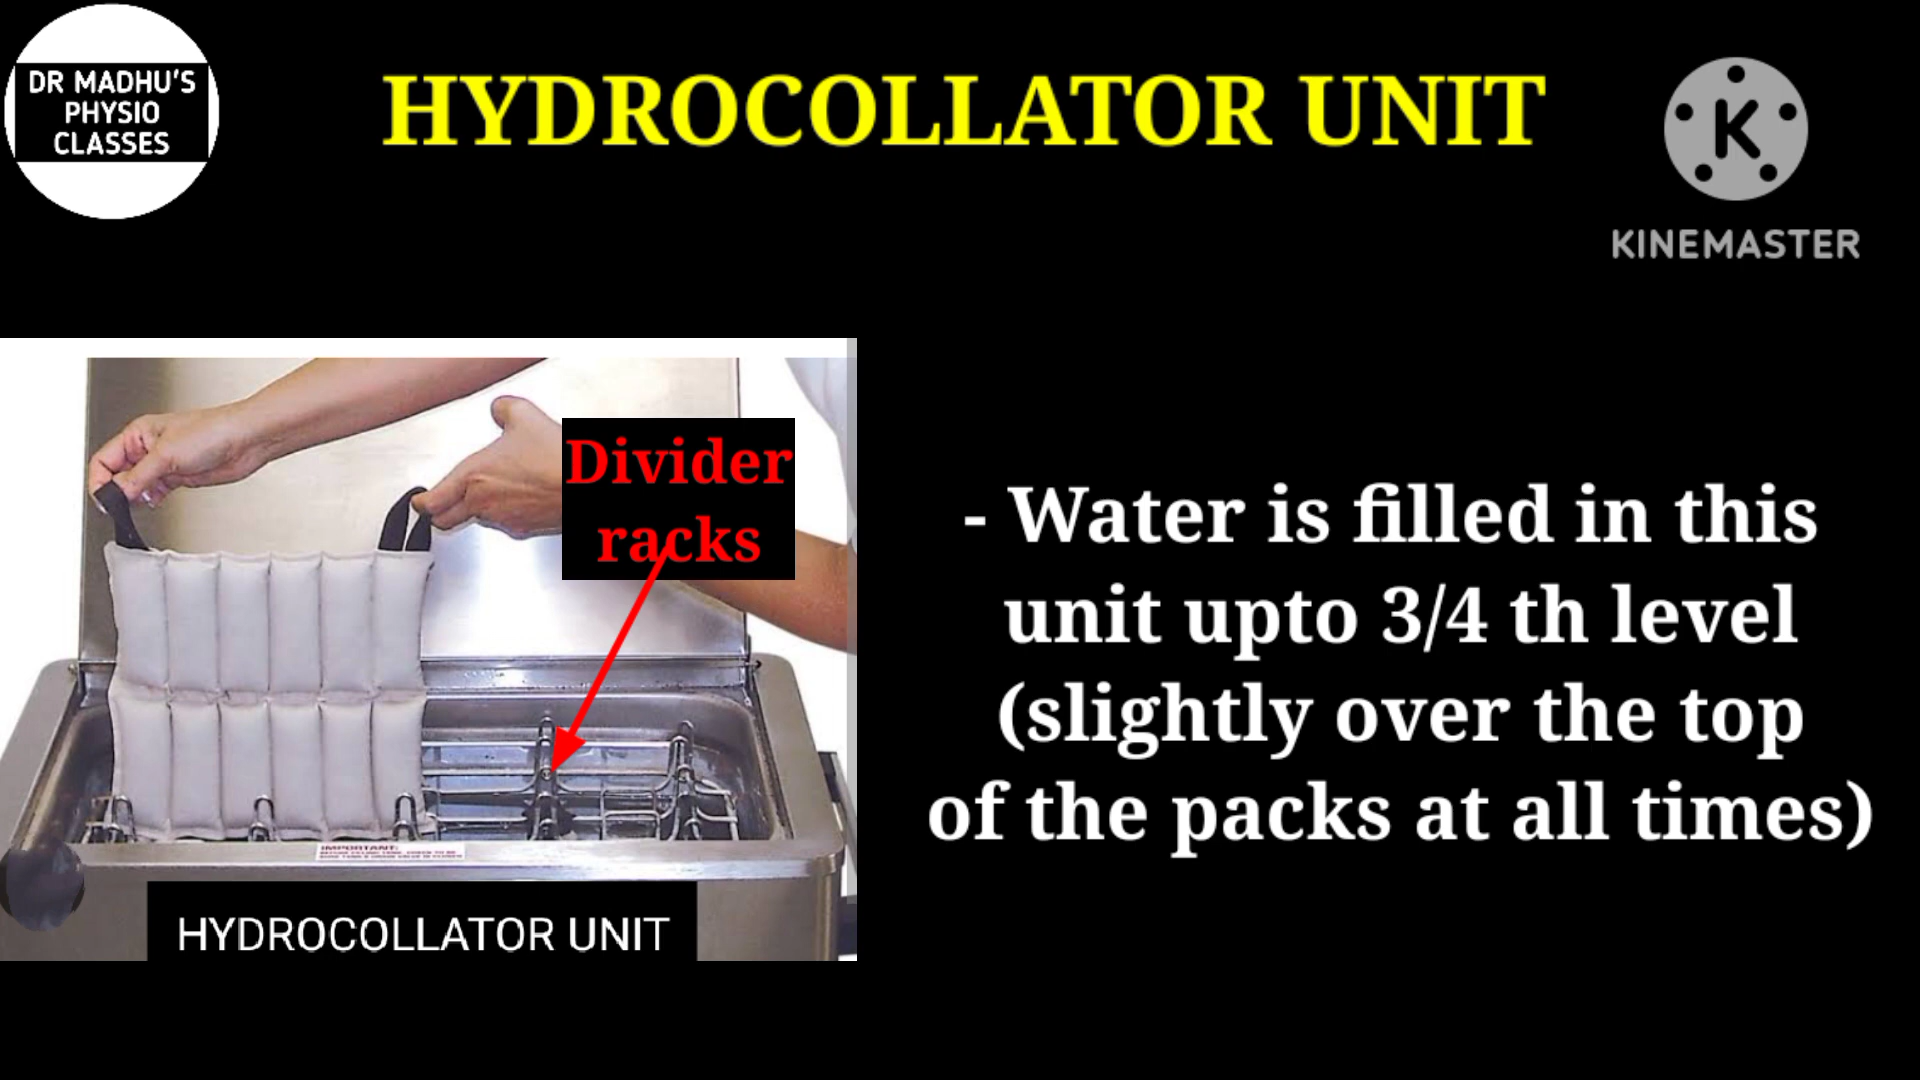 DR MADHU'S
PHYSIO
CLASSES
HYDROCOLLATOR UNIT
KINEMASTER
Divider
racks
- Water is filled in this
unit upto 3/4 th level
(slightly over the top
of the packs at all times)
IMPORTANT:
HYDROCOLLATOR UNIT